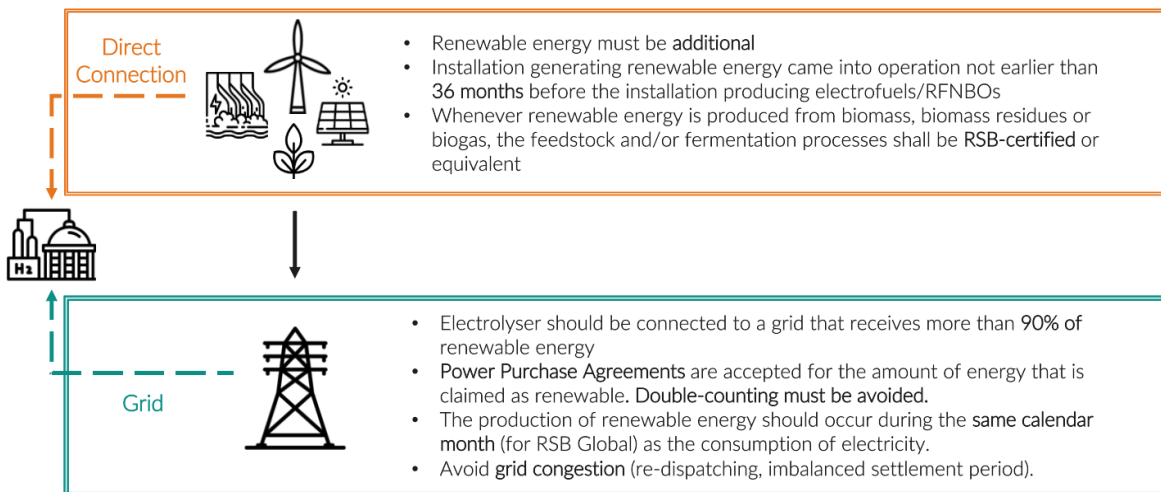 Direct
Connection
• Renewable energy must be additional
• Installation generating renewable energy came into operation not earlier than
36 months before the installation producing electrofuels/RFNBOs
• Whenever renewable energy is produced from biomass, biomass residues or
biogas, the feedstock and/or fermentation processes shall be RSB-certified or
equivalent
H2
Grid
• Electrolyser should be connected to a grid that receives more than 90% of
renewable energy
• Power Purchase Agreements are accepted for the amount of energy that is
claimed as renewable. Double-counting must be avoided.
• The production of renewable energy should occur during the same calendar
month (for RSB Global) as the consumption of electricity.
• Avoid grid congestion (re-dispatching, imbalanced settlement period).